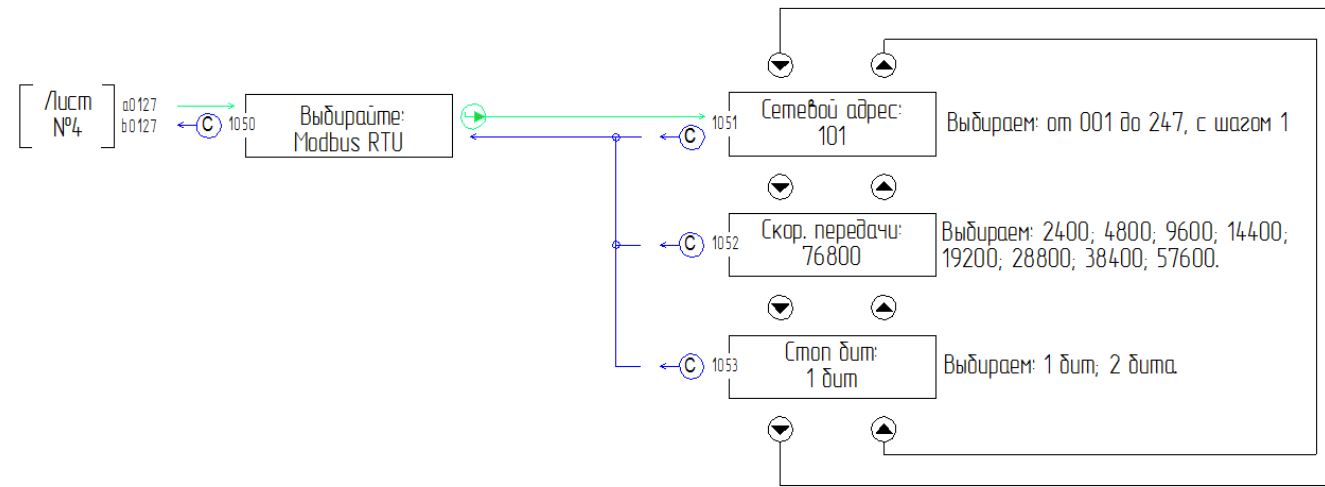 Лист
№4
a0127
b0127
C
1050
Выбирайте:
Modbus RTU
C
1051
Сетевой адрес:
101
Выбираем: от 001 до 247, с шагом 1
C
1052
Скор. передачи:
76800
Выбираем: 2400; 4800; 9600; 14400;
19200; 28800; 38400; 57600.
C
1053
Стоп бит:
1 бит
Выбираем: 1 бит; 2 бита.